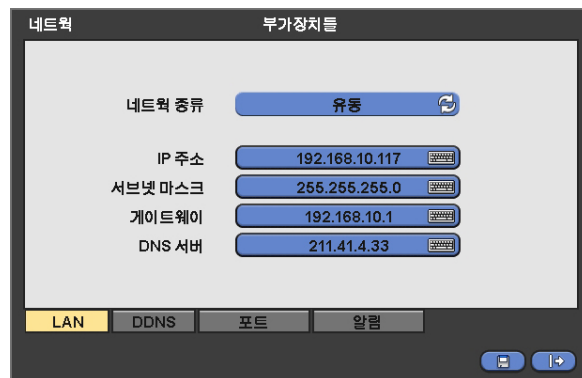 네트웍 부가장치들
네트웍 종류 유동
IP 주소 192.168.10.117
서브넷 마스크 255.255.255.0
게이트웨이 192.168.10.1
DNS 서버 211.41.4.33
LAN DDNS 포트 알림